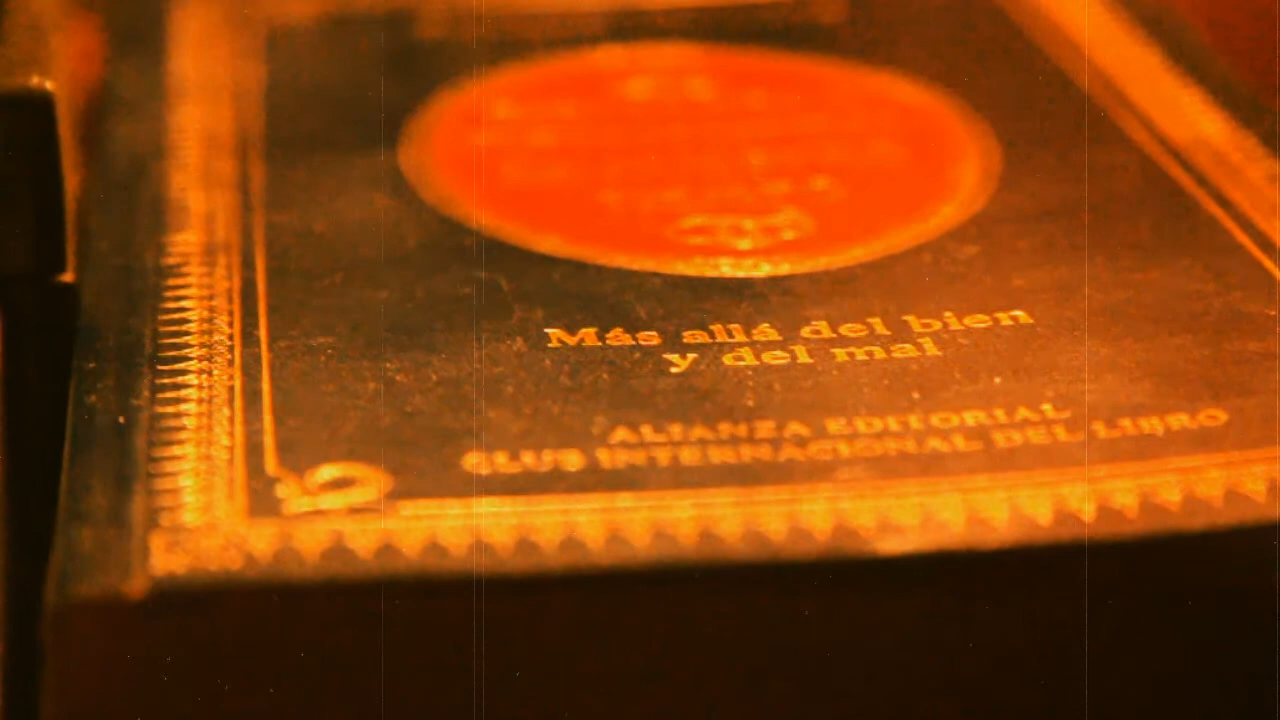 Más allá del bien
y del mal
ALIANZA EDITORIAL
CLUB INTERNACIONAL DEL LIBRO